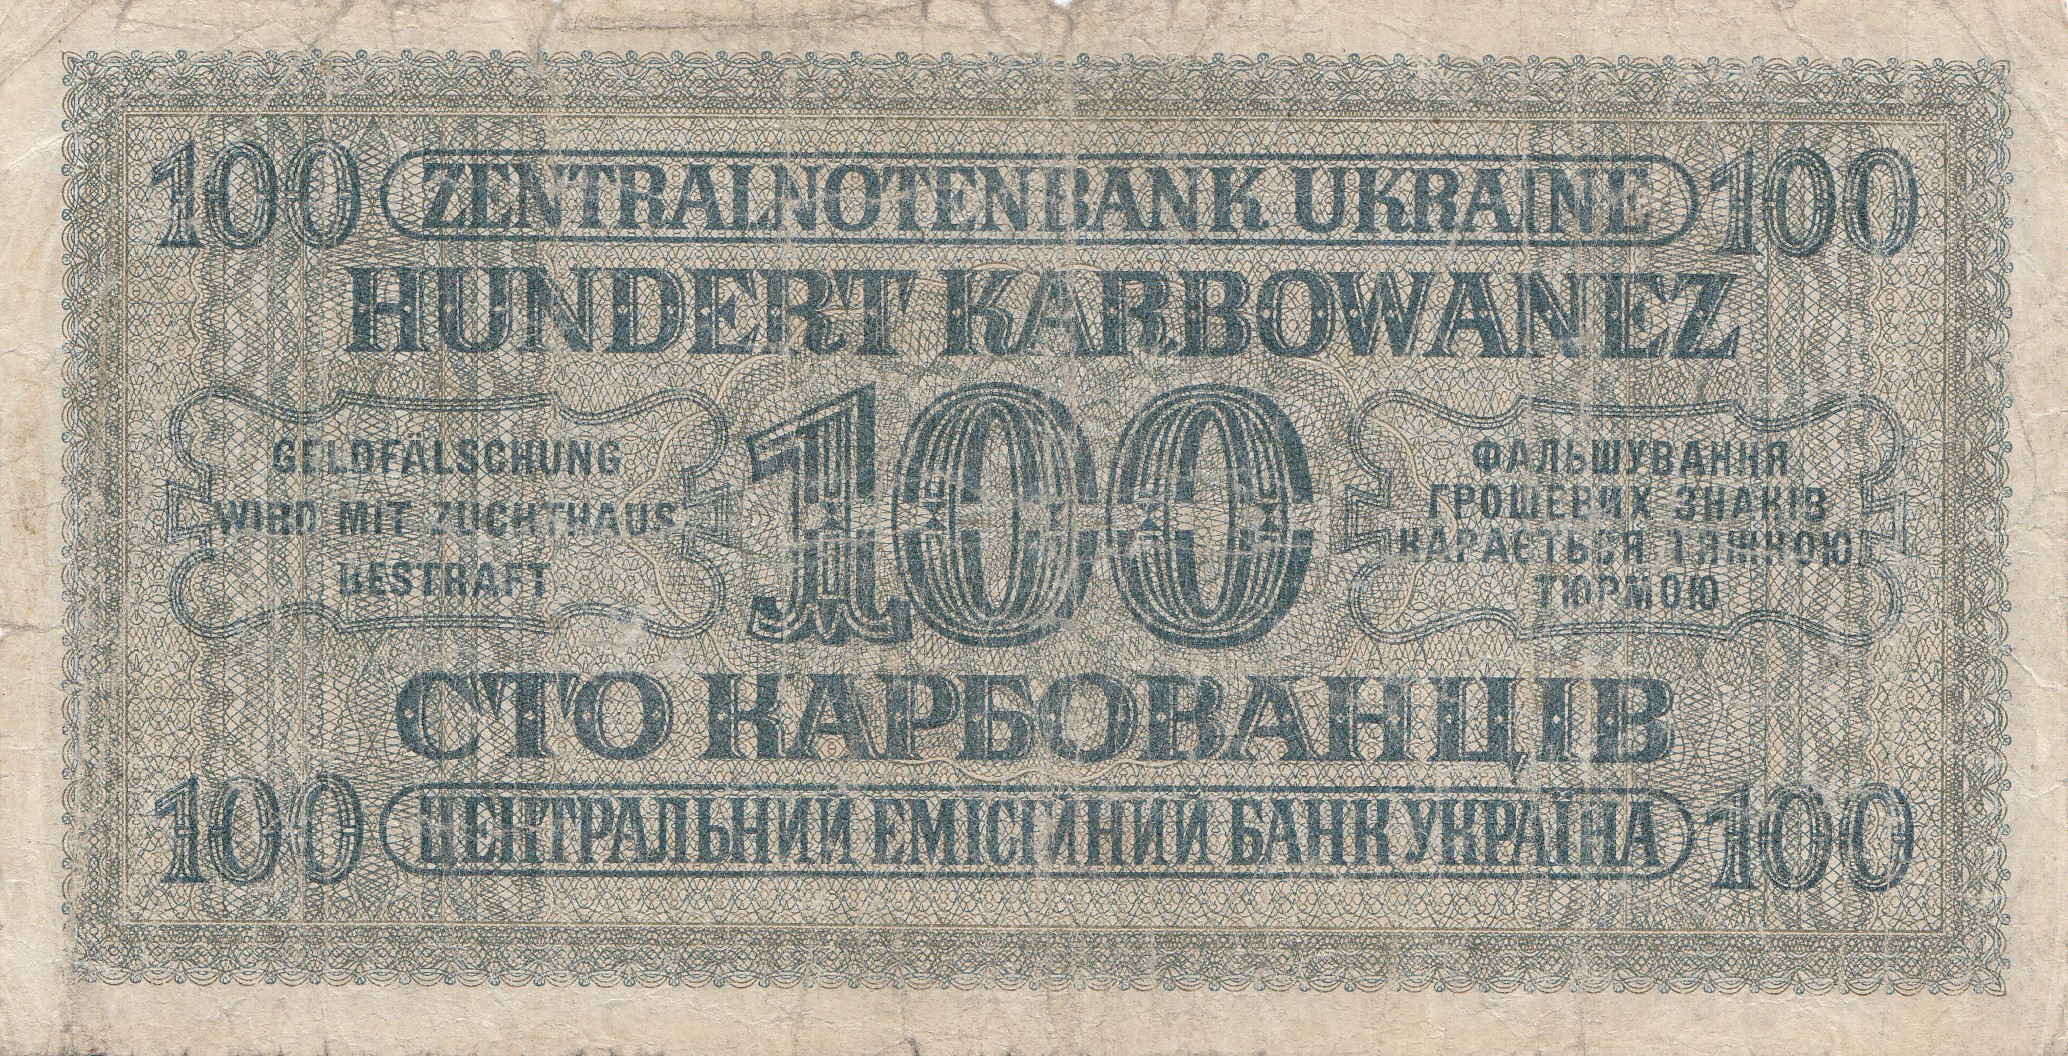 100 ZENTRALNOTENBANK UKRAINE 100
HUNDERT KARBOWANEZ
GELDFÄLSCHUNG
WIRD MIT ZUCHTHAUS
BESTRAFT
100
ФАЛЬШУВАННЯ
ГРОШЕВИХ ЗНАКІВ
КАРАЄТЬСЯ ТЯЖКОЮ
ТЮРМОЮ
СТО КАРБОВАНЦІВ
100 ЦЕНТРАЛЬНИЙ ЕМІСІЙНИЙ БАНК УКРАЇНА 100